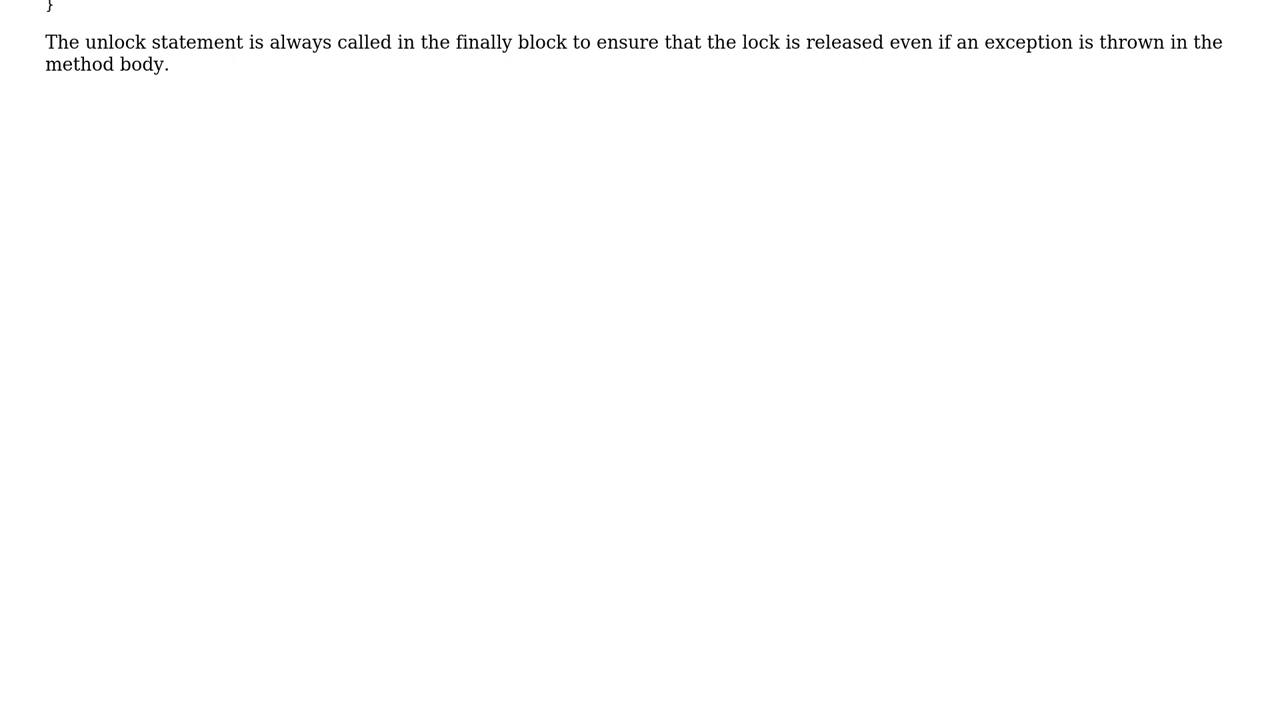 }
The unlock statement is always called in the finally block to ensure that the lock is released even if an exception is thrown in the
method body.